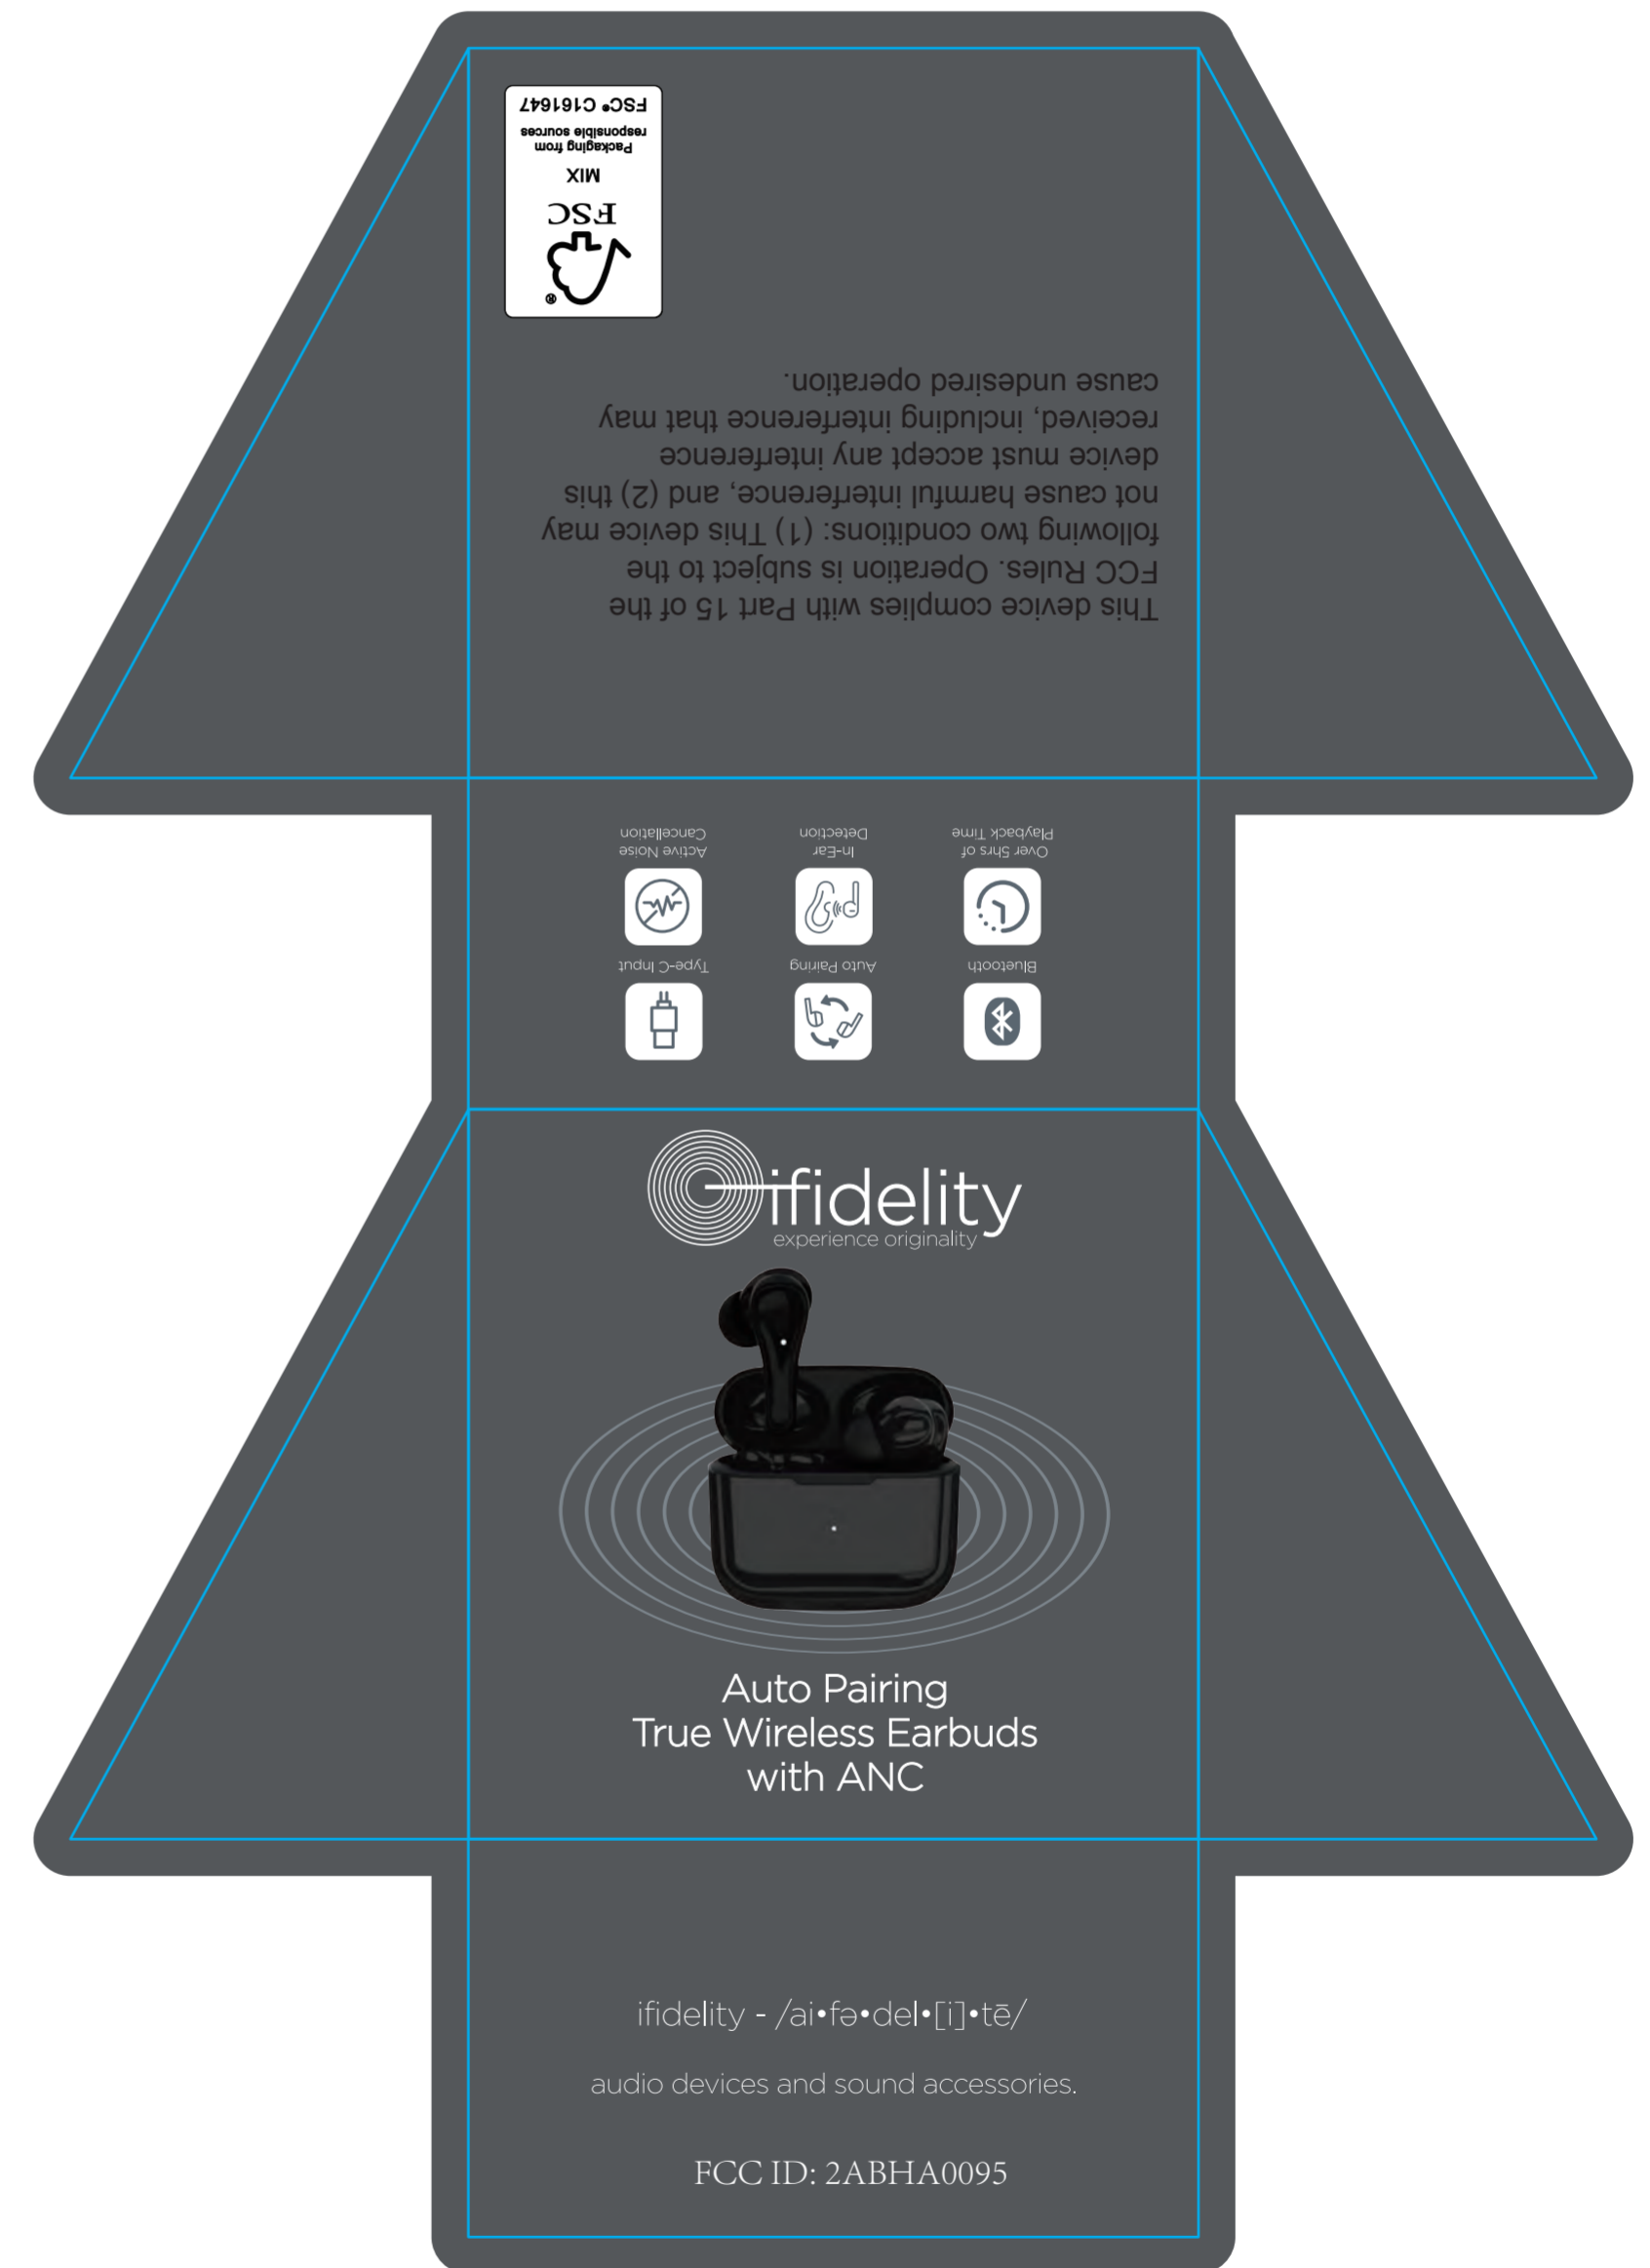 FSC
MIX
Packaging from
responsible sources
FSC® C161647
This device complies with Part 15 of the
FCC Rules. Operation is subject to the
following two conditions: (1) This device may
not cause harmful interference, and (2) this
device must accept any interference
received, including interference that may
cause undesired operation.
Bluetooth
Auto Pairing
Type-C Input
Over 5hrs of
Playback Time
In-Ear
Detection
Active Noise
Cancellation
ifidelity
experience originality
Auto Pairing
True Wireless Earbuds
with ANC
ifidelity - /ai•fə•del•[i]•tē/
audio devices and sound accessories.
FCC ID: 2ABHA0095